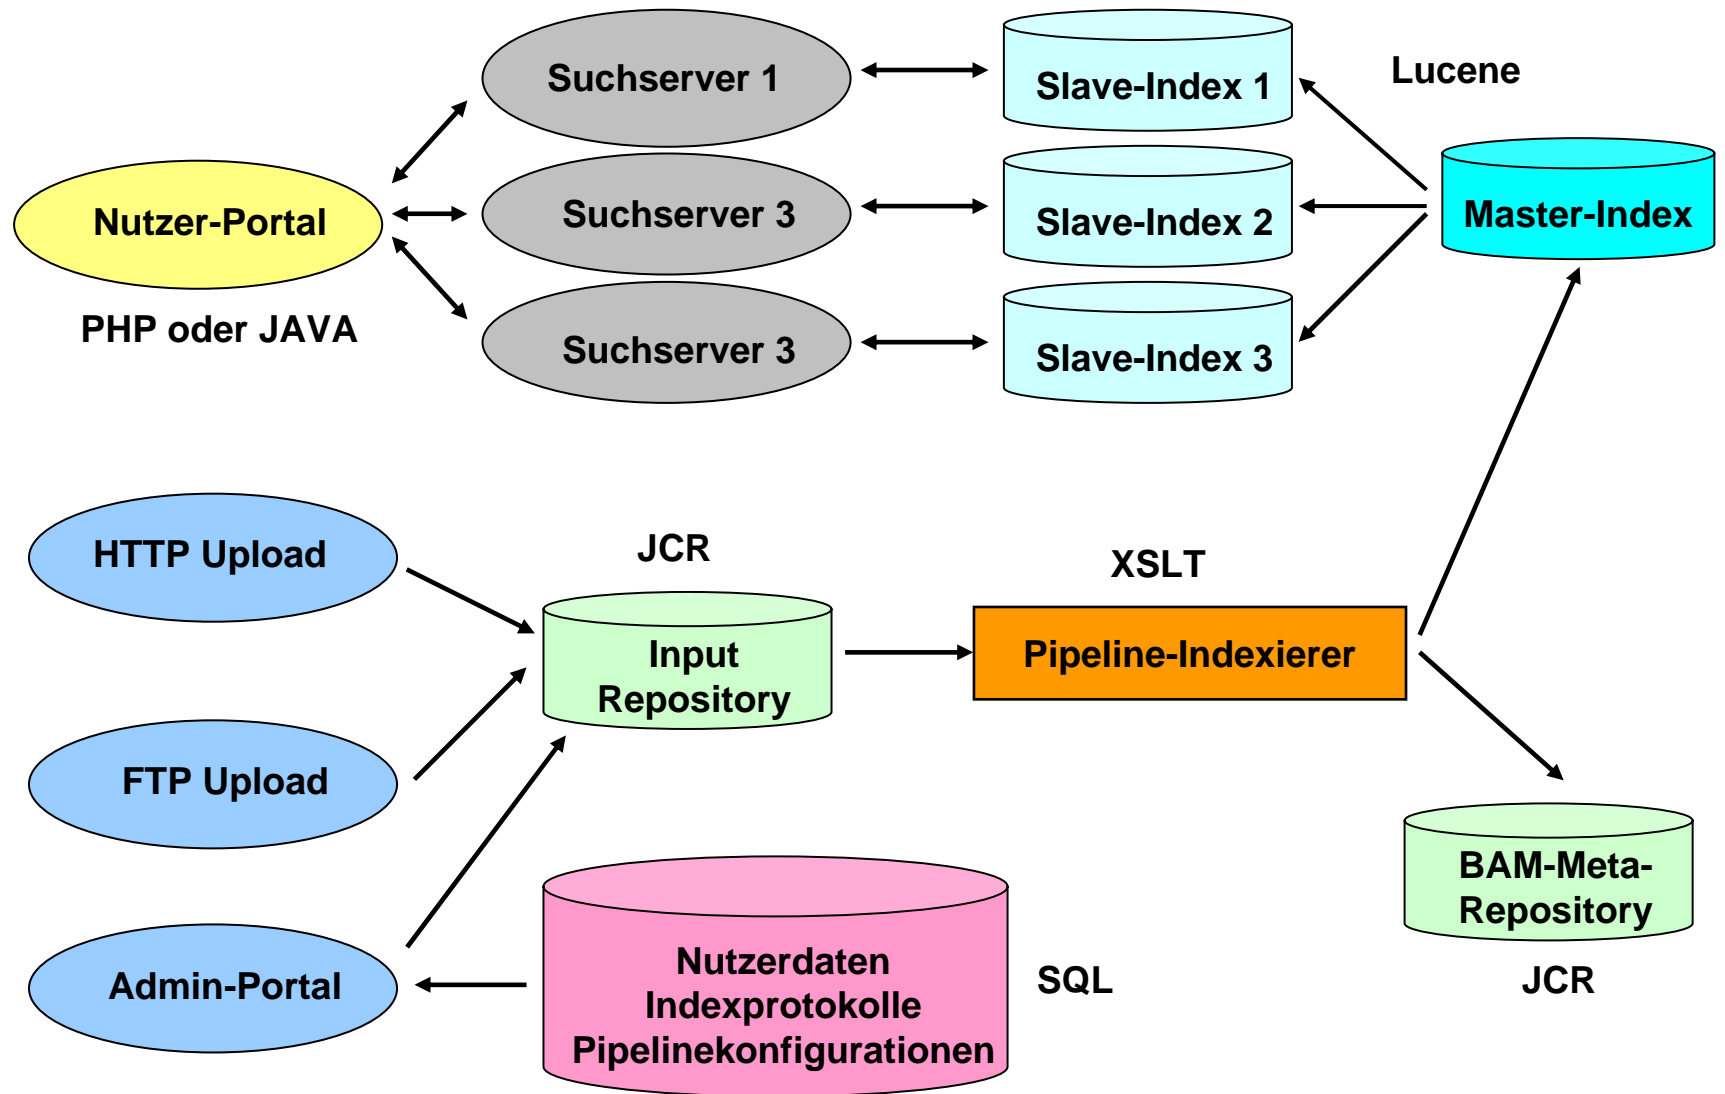 Suchserver 1
Slave-Index 1
Lucene
Nutzer-Portal
Suchserver 3
Slave-Index 2
Master-Index
PHP oder JAVA
Suchserver 3
Slave-Index 3
HTTP Upload
JCR
XSLT
Input
Repository
Pipeline-Indexierer
FTP Upload
BAM-Meta-
Repository
JCR
Admin-Portal
Nutzerdaten
Indexprotokolle
Pipelinekonfigurationen
SQL